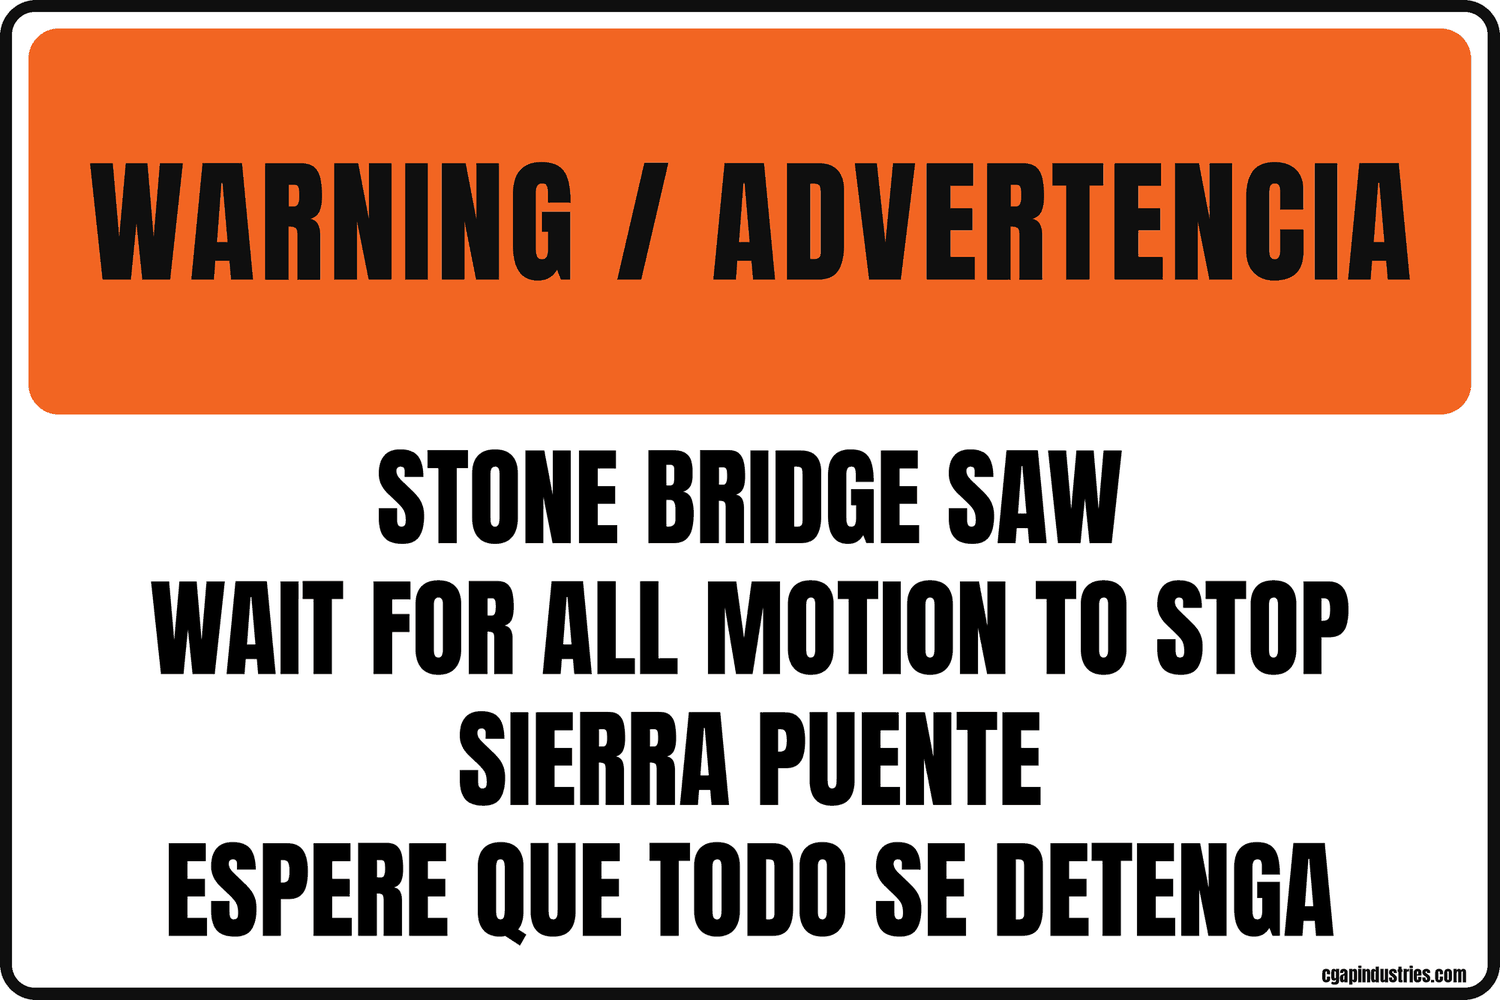 WARNING / ADVERTENCIA
STONE BRIDGE SAW
WAIT FOR ALL MOTION TO STOP
SIERRA PUENTE
ESPERE QUE TODO SE DETENGA
cgapindustries.com